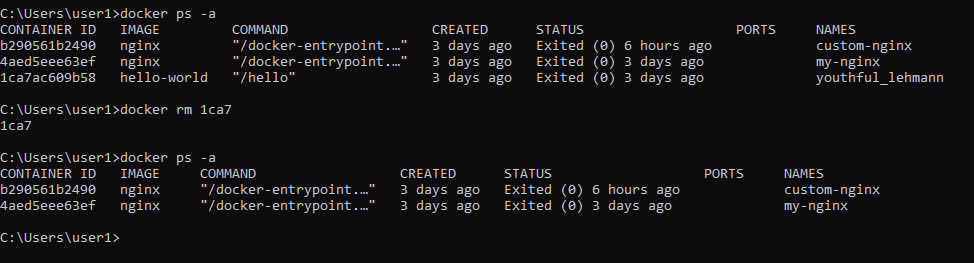 C:\Users\user1>docker ps -a
CONTAINER ID   IMAGE         COMMAND                  CREATED      STATUS                   PORTS     NAMES
b290561b2490   nginx         "/docker-entrypoint.…"   3 days ago   Exited (0) 6 hours ago             custom-nginx
4aed5eee63ef   nginx         "/docker-entrypoint.…"   3 days ago   Exited (0) 3 days ago              my-nginx
1ca7ac609b58   hello-world   "/hello"                 3 days ago   Exited (0) 3 days ago              youthful_lehmann
C:\Users\user1>docker rm 1ca7
1ca7
C:\Users\user1>docker ps -a
CONTAINER ID   IMAGE     COMMAND                  CREATED      STATUS                   PORTS     NAMES
b290561b2490   nginx     "/docker-entrypoint.…"   3 days ago   Exited (0) 6 hours ago             custom-nginx
4aed5eee63ef   nginx     "/docker-entrypoint.…"   3 days ago   Exited (0) 3 days ago              my-nginx
C:\Users\user1>